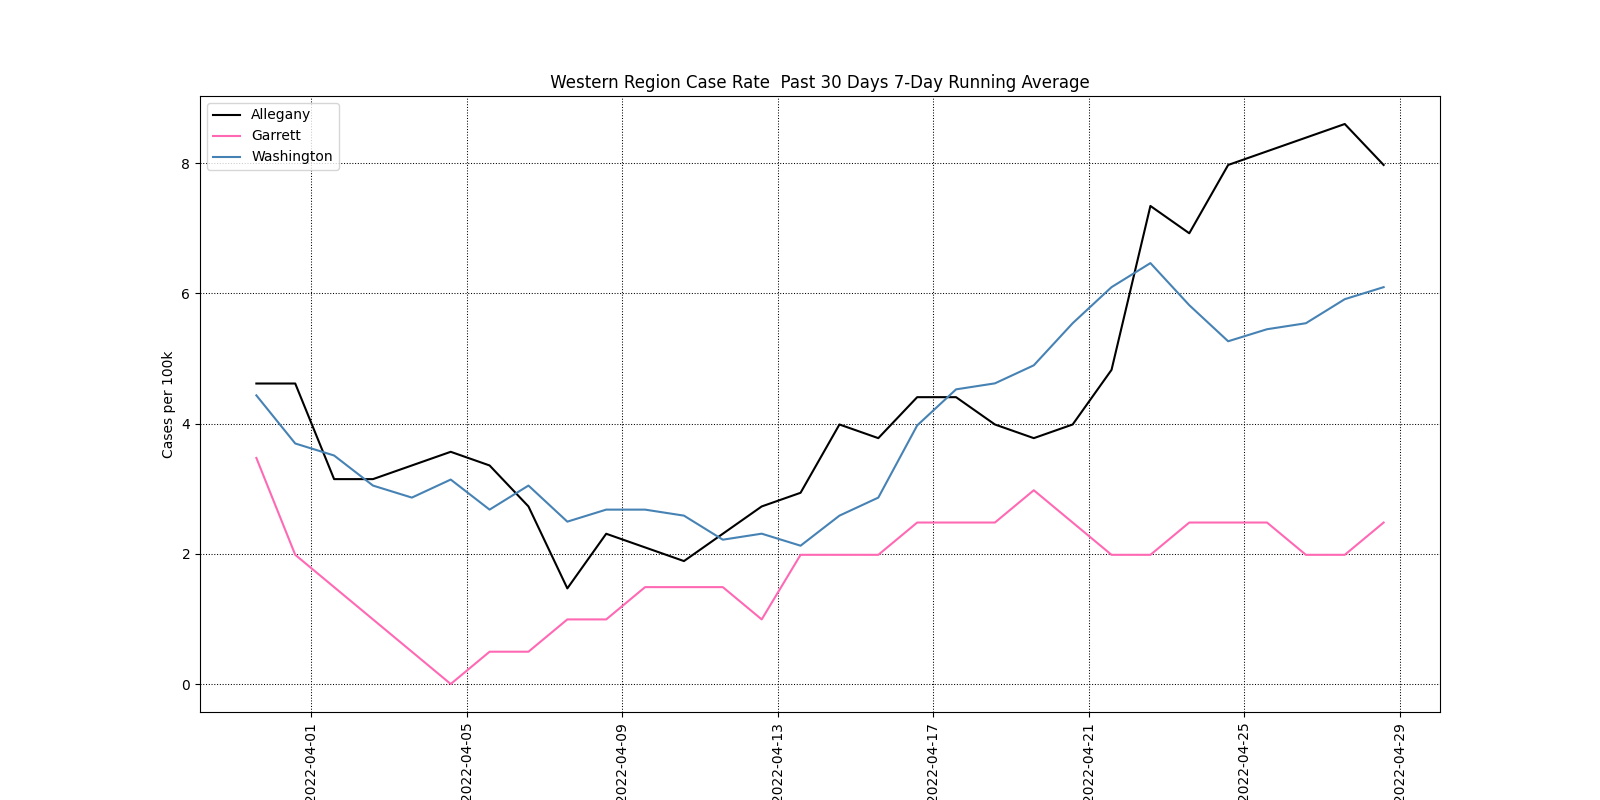 Western Region Case Rate  Past 30 Days 7-Day Running Average
Allegany
Garrett
Washington
8
6
4
2
0
Cases per 100k
2022-04-01
2022-04-05
2022-04-09
2022-04-13
2022-04-17
2022-04-21
2022-04-25
2022-04-29